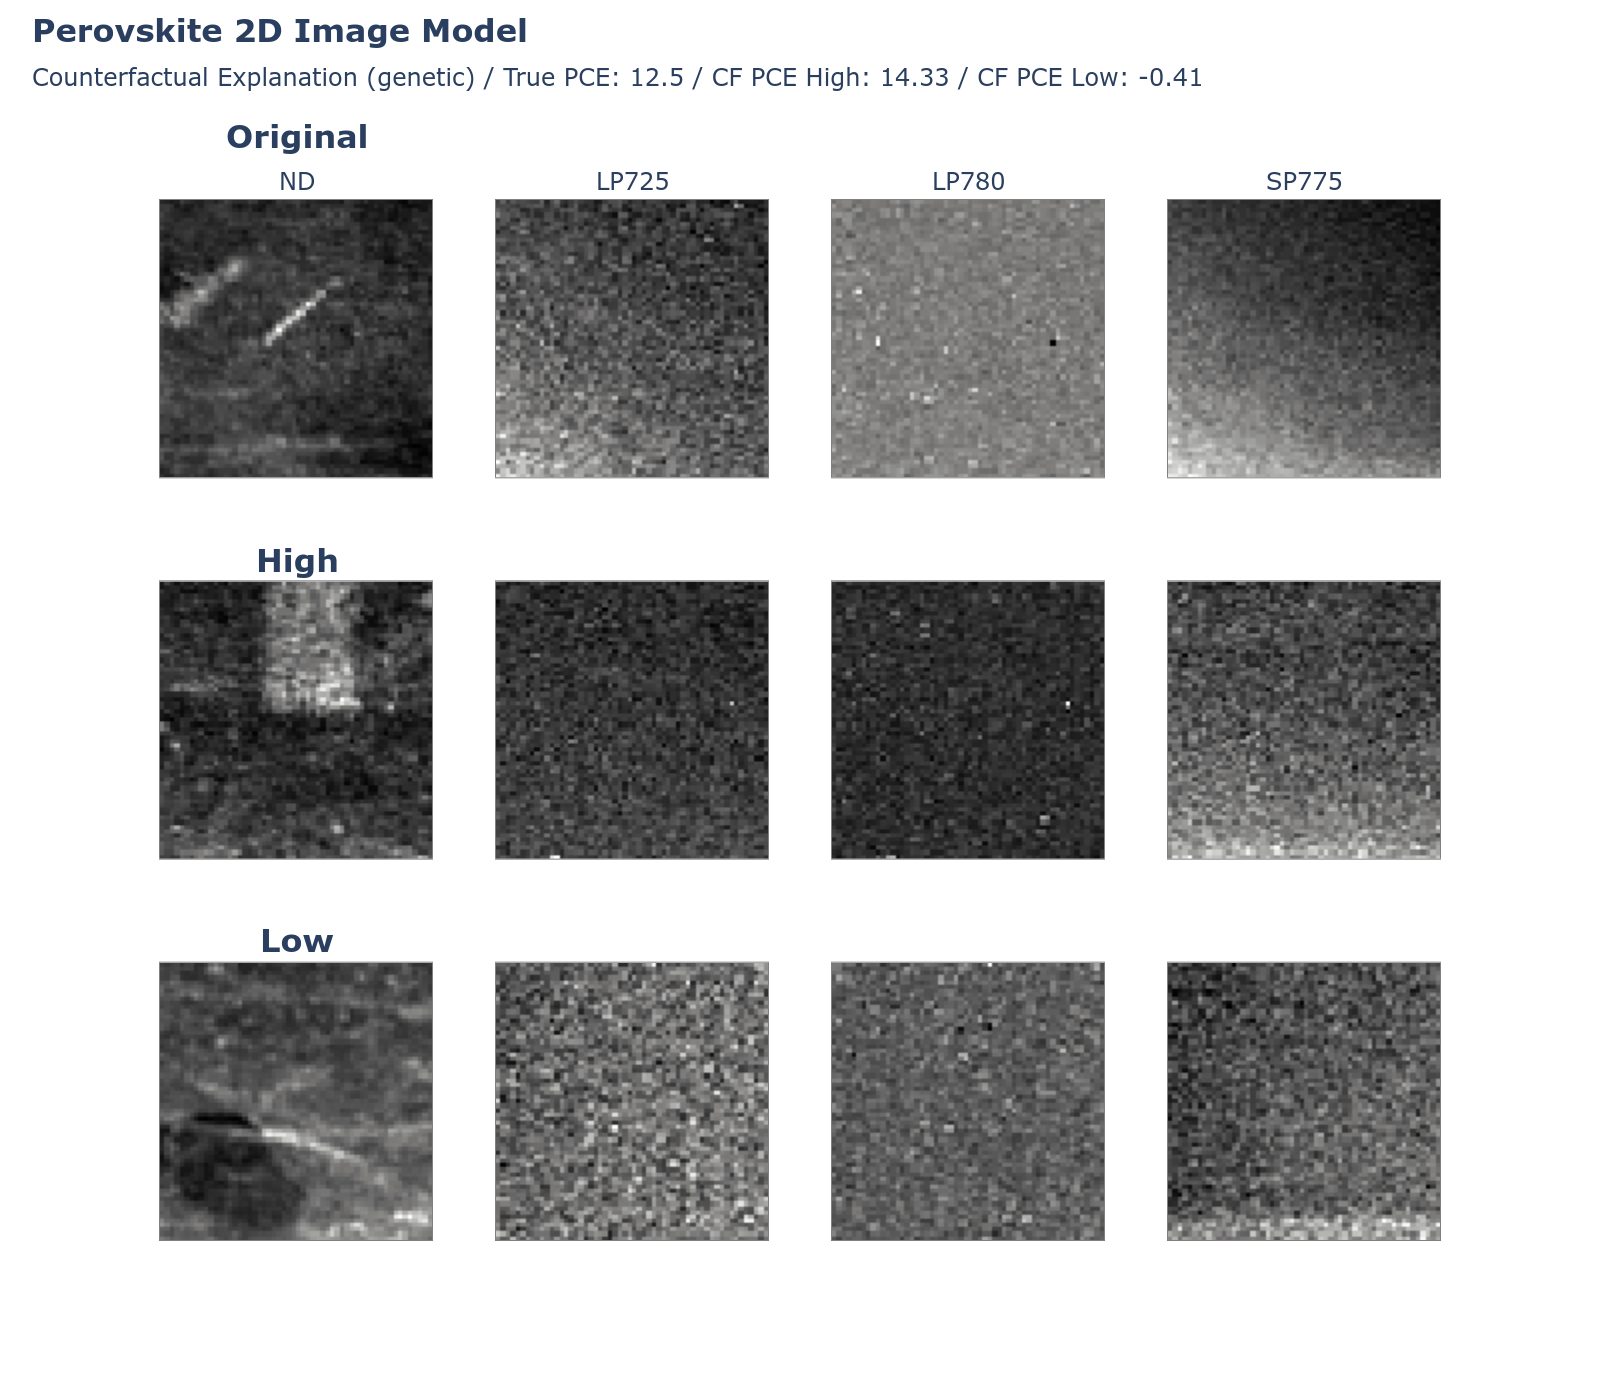 Perovskite 2D Image Model
Counterfactual Explanation (genetic) / True PCE: 12.5 / CF PCE High: 14.33 / CF PCE Low: -0.41
Original
ND LP725 LP780 SP775
High
Low